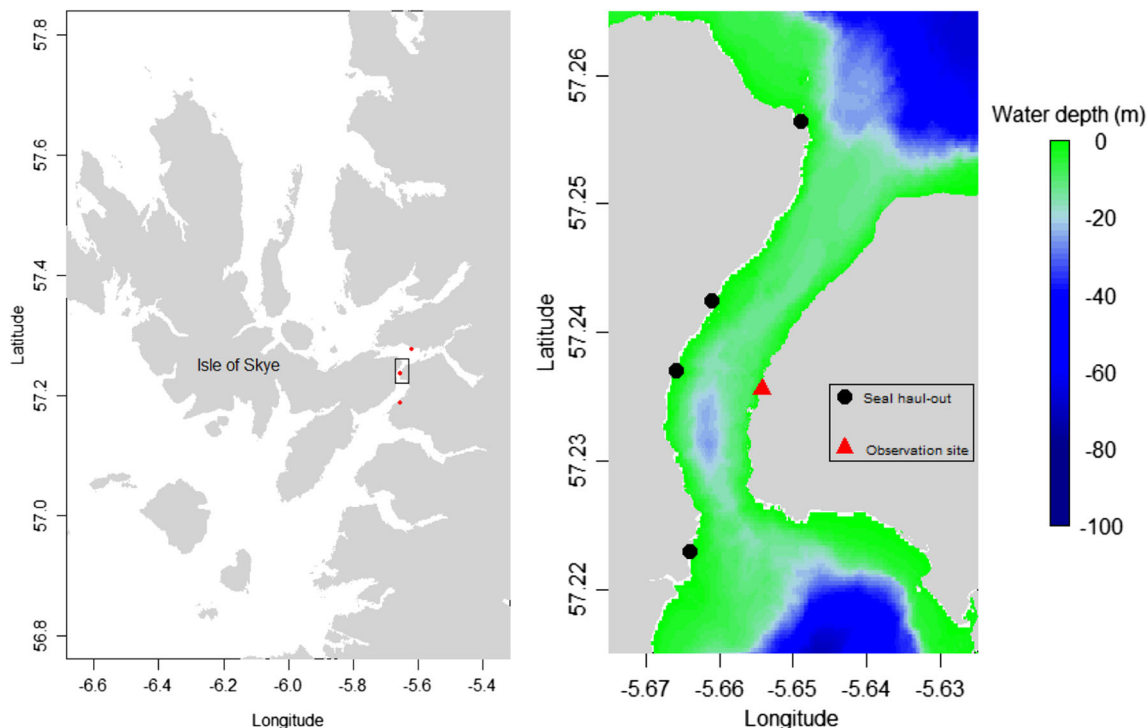 57.8
57.6
57.4
57.2
57.0
56.8
Latitude
Isle of Skye
-6.6 -6.4 -6.2 -6.0 -5.8 -5.6 -5.4
Longitude
57.26
57.25
57.24
57.23
57.22
Latitude
Seal haul-out
Observation site
-5.67 -5.66 -5.65 -5.64 -5.63
Longitude
Water depth (m)
0
-20
-40
-60
-80
-100